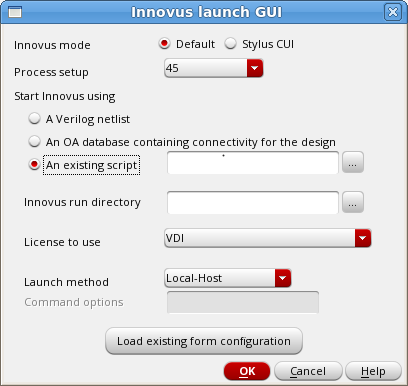 Innovus launch GUI
Innovus mode Default Stylus CUI
Process setup 45
Start Innovus using
A Verilog netlist
An OA database containing connectivity for the design
An existing script ...
Innovus run directory ...
License to use VDI
Launch method Local-Host
Command options
Load existing form configuration
OK Cancel Help